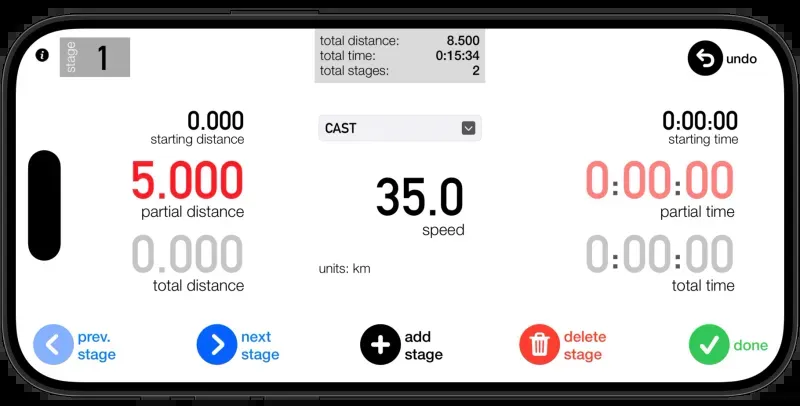 i
stage
1
total distance: 8.500
total time: 0:15:34
total stages: 2
undo
0.000
starting distance
CAST
0:00:00
starting time
5.000
partial distance
35.0
speed
0:00:00
partial time
0.000
total distance
units: km
0:00:00
total time
prev.
stage
next
stage
add
stage
delete
stage
done